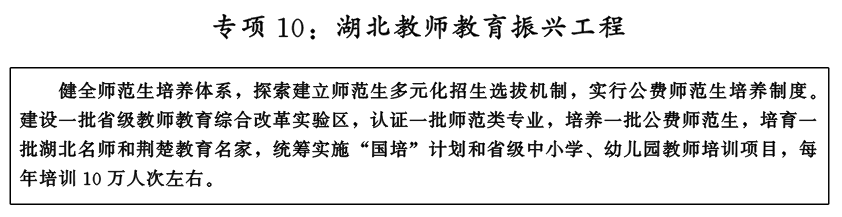 专项 10：湖北教师教育振兴工程
健全师范生培养体系，探索建立师范生多元化招生选拔机制，实行公费师范生培养制度。
建设一批省级教师教育综合改革实验区，认证一批师范类专业，培养一批公费师范生，培育一
批湖北名师和荆楚教育名家，统筹实施“国培”计划和省级中小学、幼儿园教师培训项目，每
年培训 10 万人次左右。